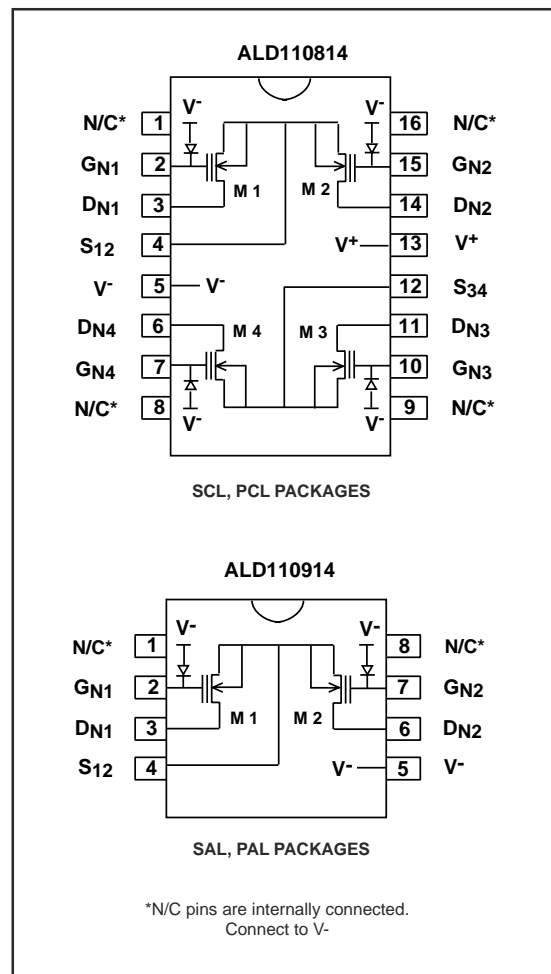 ALD110814
V- V-
N/C* 1 16 N/C*
GN1 2 15 GN2
M 1 M 2
DN1 3 14 DN2
S12 4 V+ 13 V+
V- 5 V- 12 S34
DN4 6 M 4 M 3 11 DN3
GN4 7 10 GN3
N/C* 8 V- V- 9 N/C*
SCL, PCL PACKAGES
ALD110914
V- V-
N/C* 1 8 N/C*
GN1 2 7 GN2
M 1 M 2
DN1 3 6 DN2
S12 4 V- 5 V-
SAL, PAL PACKAGES
*N/C pins are internally connected.
Connect to V-